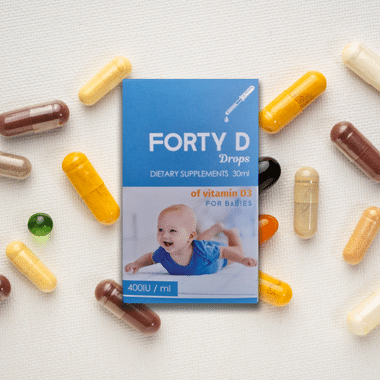 FORTY D
Drops
DIETARY SUPPLEMENTS 30ml
of vitamin D3
FOR BABIES
400IU / ml